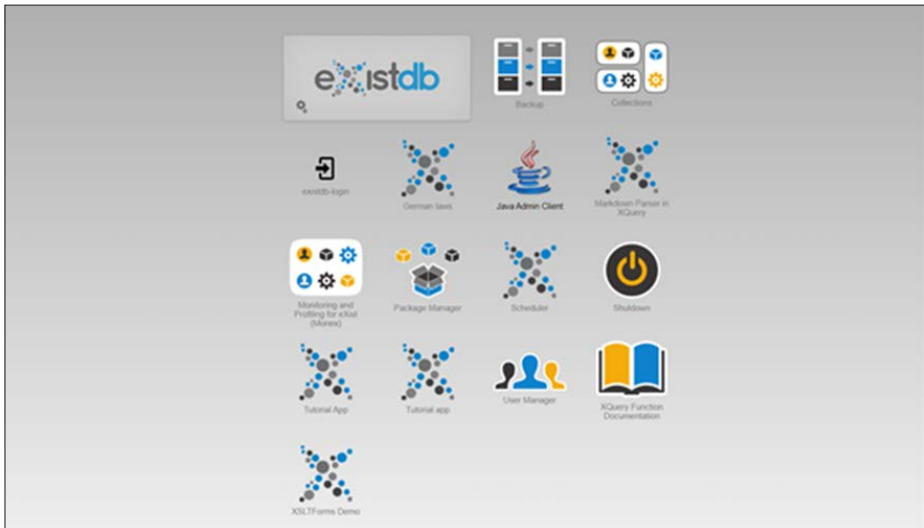 existdb
Backup
Collections
existdb-login
German laws
Java Admin Client
Markdown Parser in
XQuery
Monitoring and
Profiling for eXist
(Monex)
Package Manager
Scheduler
Shutdown
Tutorial App
Tutorial app
User Manager
XQuery Function
Documentation
XSLTForms Demo